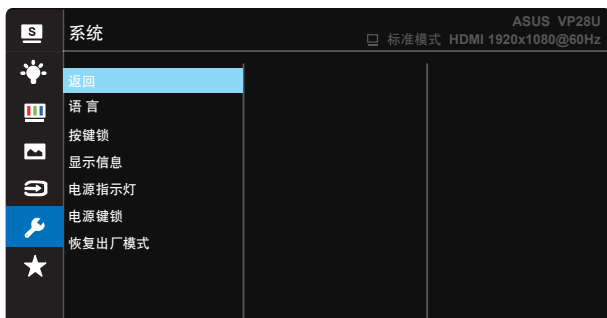 S
系统
ASUS VP28U
标准模式 HDMI 1920x1080@60Hz
返回
语 言
按键锁
显示信息
电源指示灯
电源键锁
恢复出厂模式